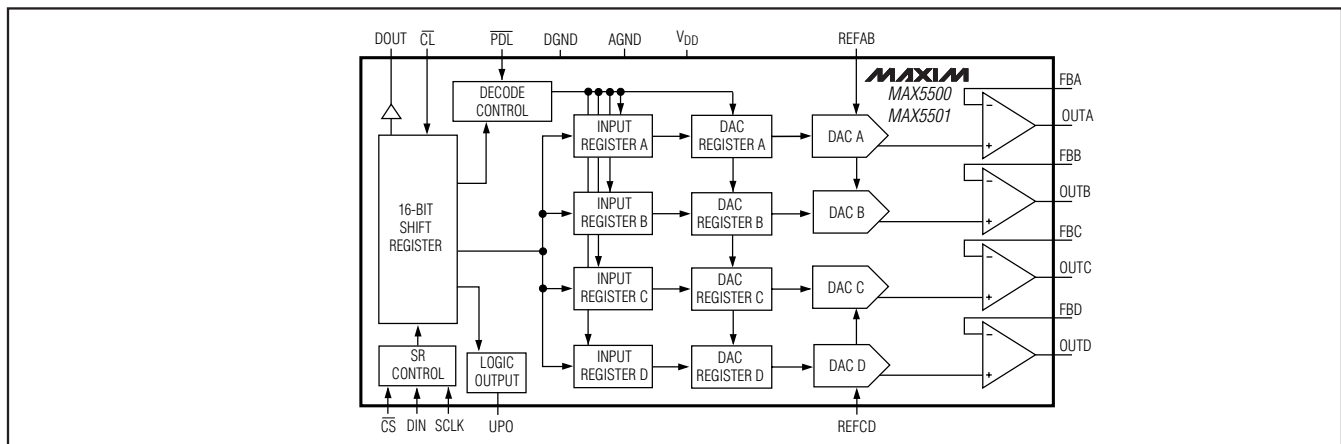 DOUT CL PDL DGND AGND VDD REFAB
MAXIM
MAX5500
MAX5501
DECODE
CONTROL
16-BIT
SHIFT
REGISTER
SR
CONTROL
LOGIC
OUTPUT
INPUT
REGISTER A
DAC
REGISTER A
DAC A
INPUT
REGISTER B
DAC
REGISTER B
DAC B
INPUT
REGISTER C
DAC
REGISTER C
DAC C
INPUT
REGISTER D
DAC
REGISTER D
DAC D
FBA
-
+
OUTA
FBB
-
+
OUTB
FBC
-
+
OUTC
FBD
-
+
OUTD
CS DIN SCLK UPO REFCD